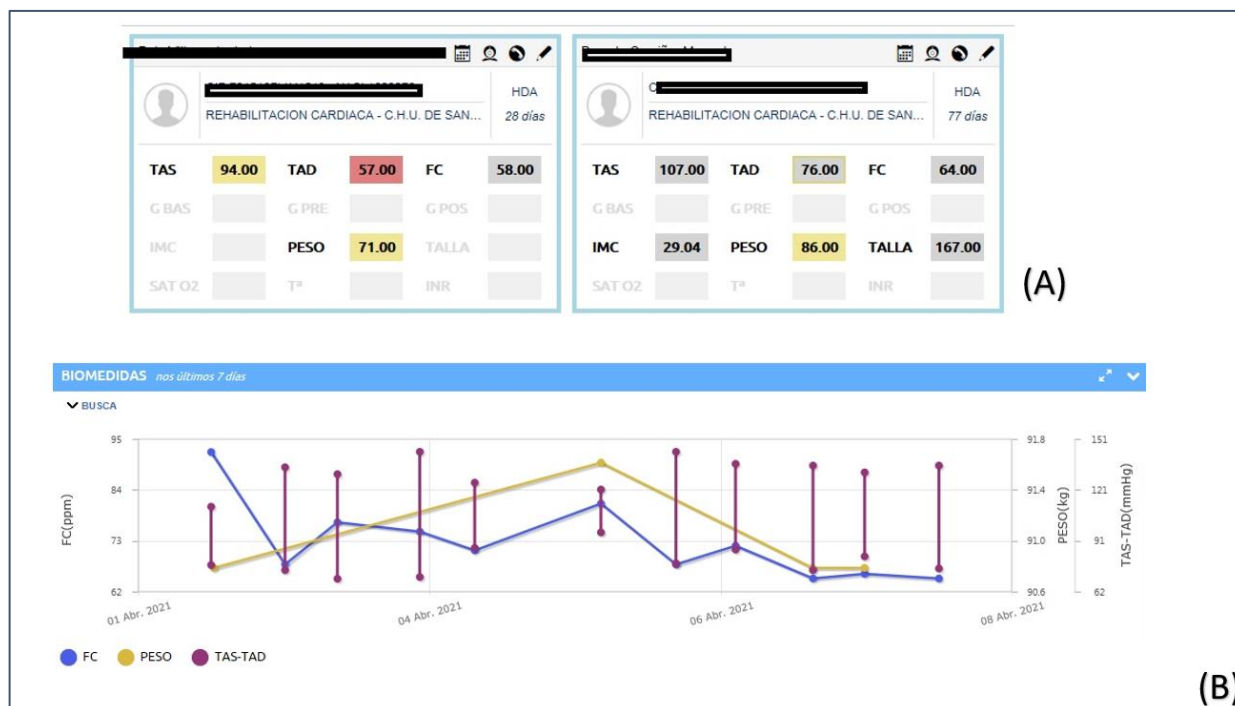 HDA
REHABILITACION CARDIACA - C.H.U. DE SAN...
28 días
TAS 94.00 TAD 57.00 FC 58.00
G BAS G PRE G POS
IMC PESO 71.00 TALLA
SAT O2 Tª INR
HDA
REHABILITACION CARDIACA - C.H.U. DE SAN...
77 días
TAS 107.00 TAD 76.00 FC 64.00
G BAS G PRE G POS
IMC 29.04 PESO 86.00 TALLA 167.00
SAT O2 Tª INR
(A)
BIOMEDIDAS nos últimos 7 días
BUSCA
95
84
73
62
FC(ppm)
91.8
91.4
91.0
90.6
PESO(kg)
151
121
91
62
TAS-TAD(mmHg)
01 Abr. 2021
04 Abr. 2021
06 Abr. 2021
08 Abr. 2021
FC PESO TAS-TAD
(B)